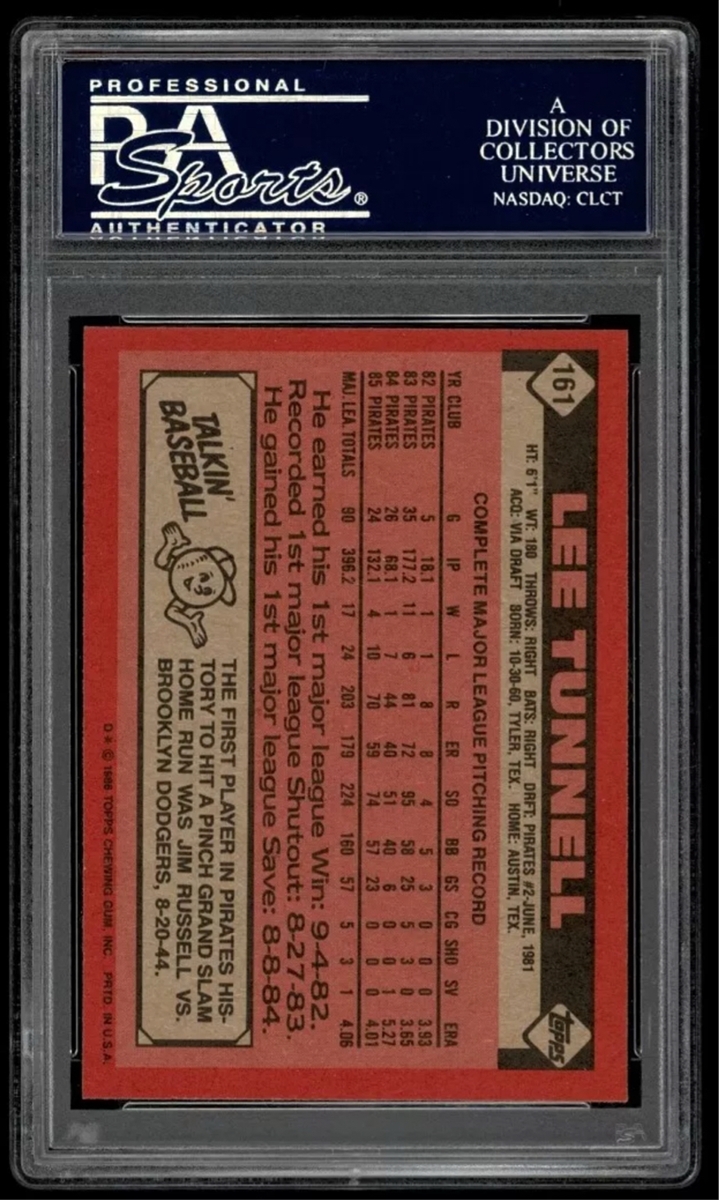 PROFESSIONAL
PSA
Sports®
AUTHENTICATOR
A
DIVISION OF
COLLECTORS
UNIVERSE
NASDAQ: CLCT
161
LEE TUNNELL
topps
HT: 6'1" WT: 180 THROWS: RIGHT BATS: RIGHT DRFT: PIRATES #2-JUNE, 1981
ACQ: VIA DRAFT BORN: 10-30-60, TYLER, TEX. HOME: AUSTIN, TEX.
COMPLETE MAJOR LEAGUE PITCHING RECORD
YR CLUB G IP W L R ER SO BB GS CG SHO SV ERA
82 PIRATES 5 18.1 1 1 8 8 4 5 3 0 0 0 3.93
83 PIRATES 35 177.2 11 6 81 72 95 58 25 5 3 0 3.65
84 PIRATES 26 68.1 1 7 44 40 51 40 6 0 0 1 5.27
85 PIRATES 24 132.1 4 10 70 59 74 57 23 0 0 0 4.01
MAJ. LEA. TOTALS 90 396.2 17 24 203 179 224 160 57 5 3 1 4.06
He earned his 1st major league Win: 9-4-82.
Recorded 1st major league Shutout: 8-27-83.
He gained his 1st major league Save: 8-8-84.
TALKIN'
BASEBALL
THE FIRST PLAYER IN PIRATES HIS-
TORY TO HIT A PINCH GRAND SLAM
HOME RUN WAS JIM RUSSELL VS.
BROOKLYN DODGERS, 8-20-44.
D* © 1986 TOPPS CHEWING GUM, INC. PRTD. IN U.S.A.